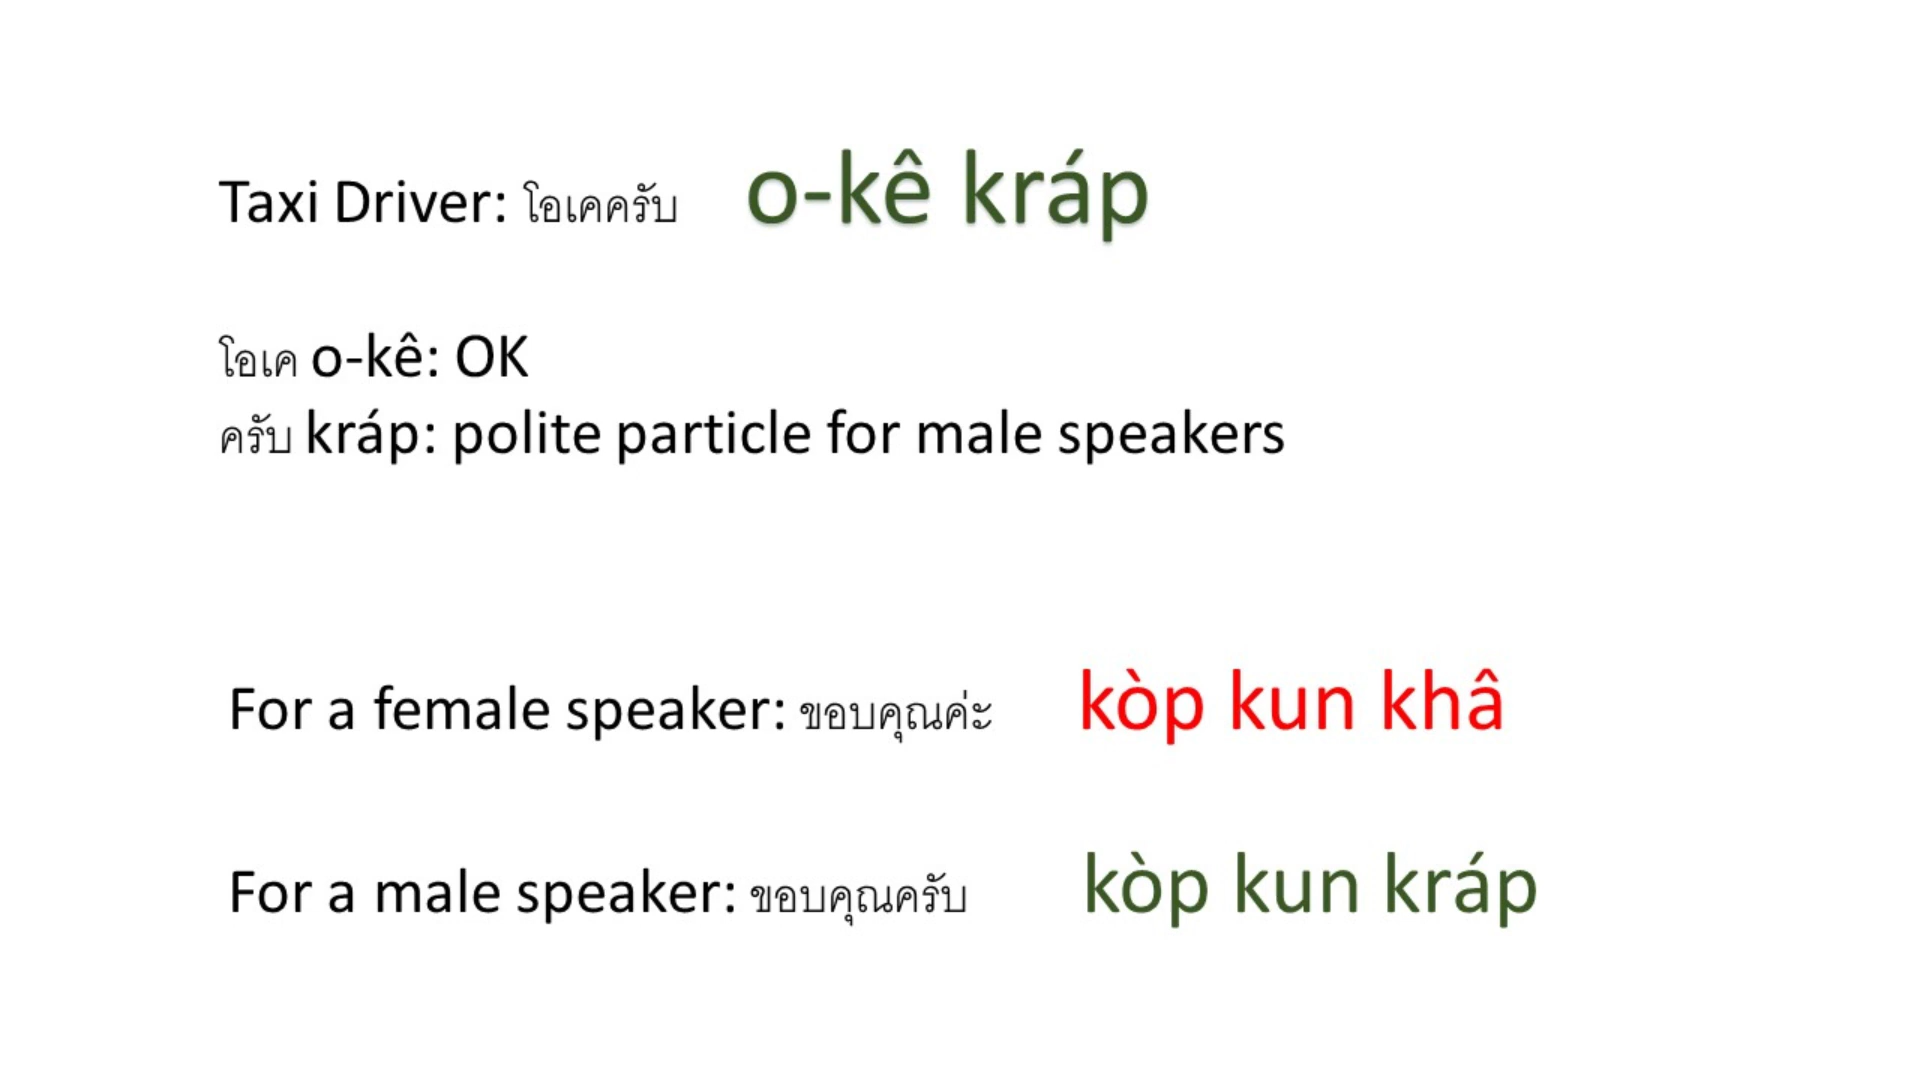 Taxi Driver: โอเคครับ o-kê kráp
โอเค o-kê: OK
ครับ kráp: polite particle for male speakers
For a female speaker: ขอบคุณค่ะ kòp kun khâ
For a male speaker: ขอบคุณครับ kòp kun kráp